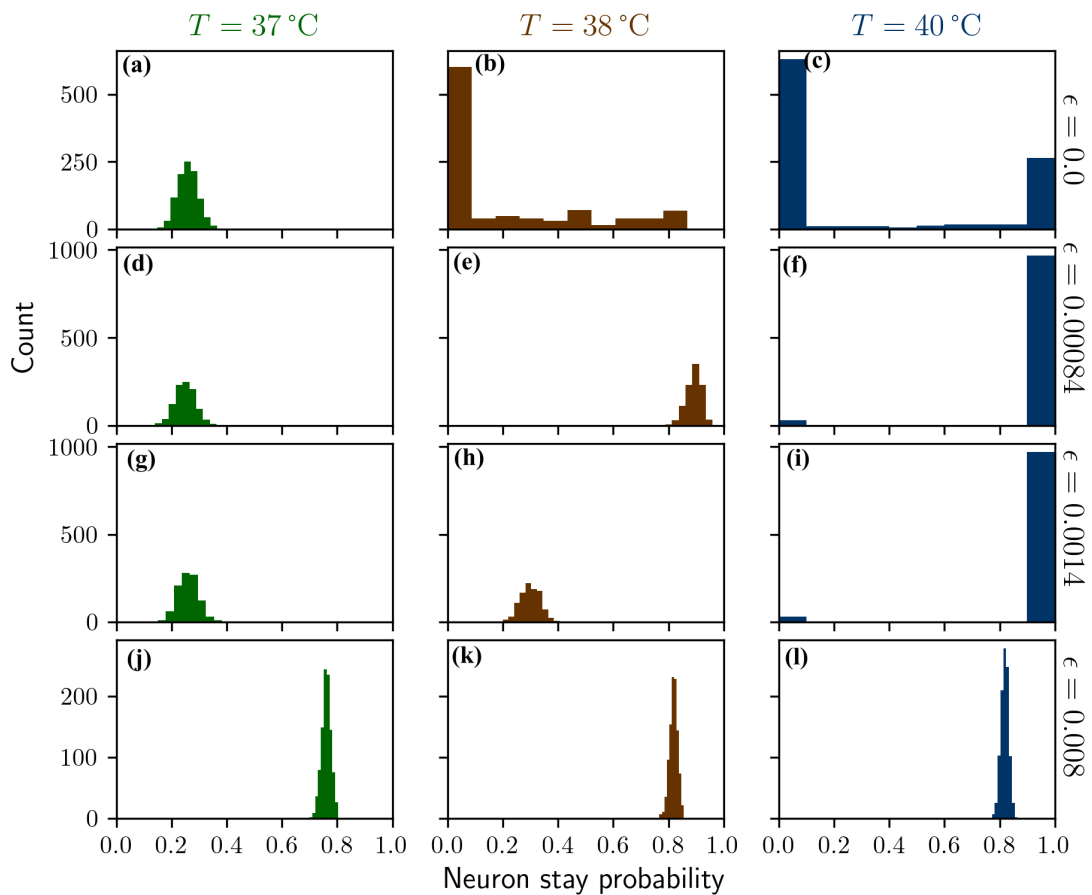 T = 37 °C
T = 38 °C
T = 40 °C
(a)
(b)
(c)
500
250
0
ϵ = 0.0
(d)
(e)
(f)
1000
500
0
ϵ = 0.00084
Count
(g)
(h)
(i)
1000
500
0
ϵ = 0.0014
(j)
(k)
(l)
200
100
0
ϵ = 0.008
0.0 0.2 0.4 0.6 0.8 1.0
0.0 0.2 0.4 0.6 0.8 1.0
0.0 0.2 0.4 0.6 0.8 1.0
Neuron stay probability